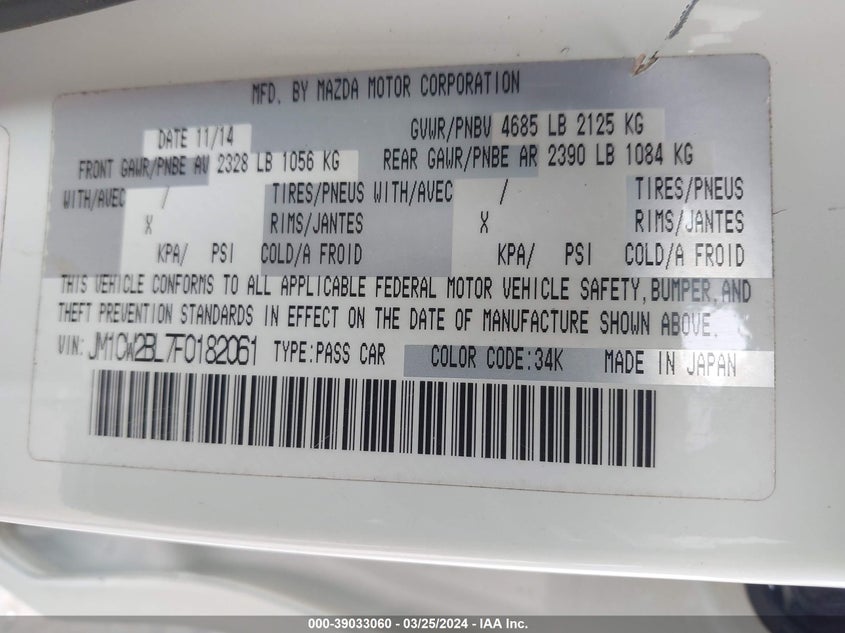 MFD. BY MAZDA MOTOR CORPORATION
DATE 11/14 GVWR/PNBV 4685 LB 2125 KG
FRONT GAWR/PNBE AV 2328 LB 1056 KG REAR GAWR/PNBE AR 2390 LB 1084 KG
WITH/AVEC / TIRES/PNEUS WITH/AVEC / TIRES/PNEUS
X RIMS/JANTES X RIMS/JANTES
KPA/ PSI COLD/A FROID KPA/ PSI COLD/A FROID
THIS VEHICLE CONFORMS TO ALL APPLICABLE FEDERAL MOTOR VEHICLE SAFETY, BUMPER, AND
THEFT PREVENTION STANDARDS IN EFFECT ON THE DATE OF MANUFACTURE SHOWN ABOVE.
VIN: JM1CW2BL7F0182061 TYPE:PASS CAR COLOR CODE:34K MADE IN JAPAN
000-39033060 - 03/25/2024 - IAA Inc.